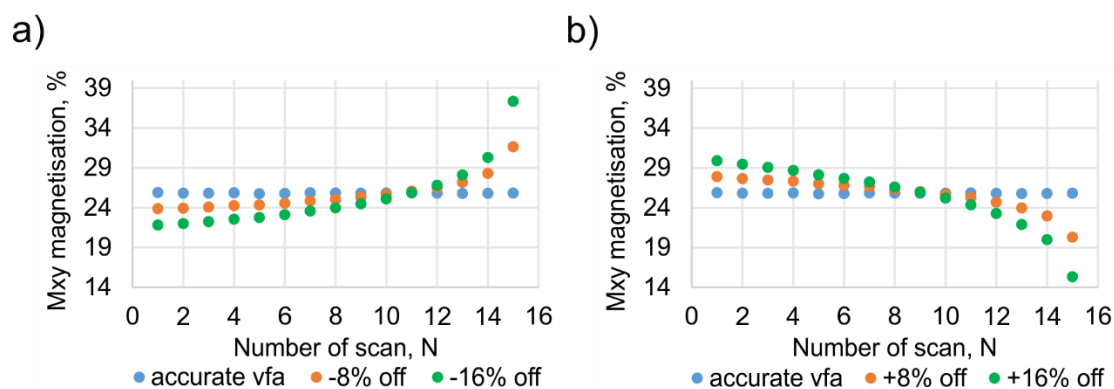 a)
Mxy magnetisation, %
39
34
29
24
19
14
0 2 4 6 8 10 12 14 16
Number of scan, N
accurate vfa -8% off -16% off
b)
Mxy magnetisation, %
39
34
29
24
19
14
0 2 4 6 8 10 12 14 16
Number of scan, N
accurate vfa +8% off +16% off